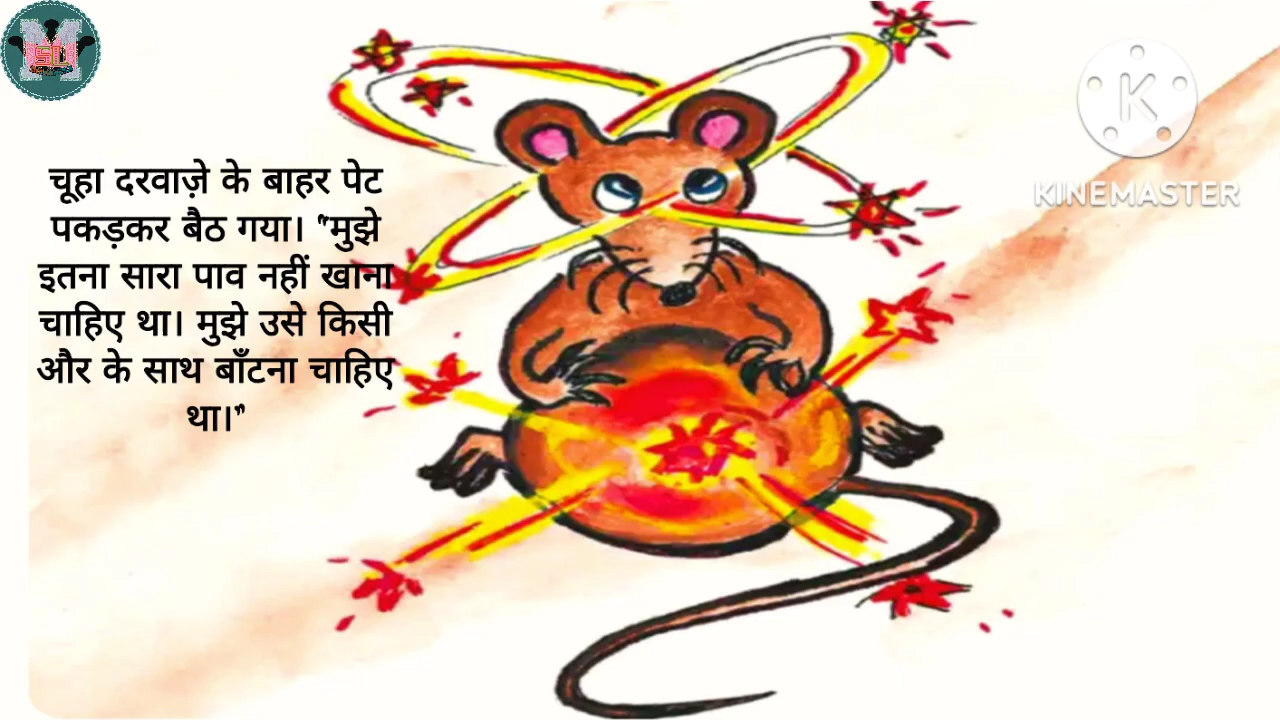 चूहा दरवाज़े के बाहर पेट
पकड़कर बैठ गया। "मुझे
इतना सारा पाव नहीं खाना
चाहिए था। मुझे उसे किसी
और के साथ बाँटना चाहिए
था।"
K
KINEMASTER